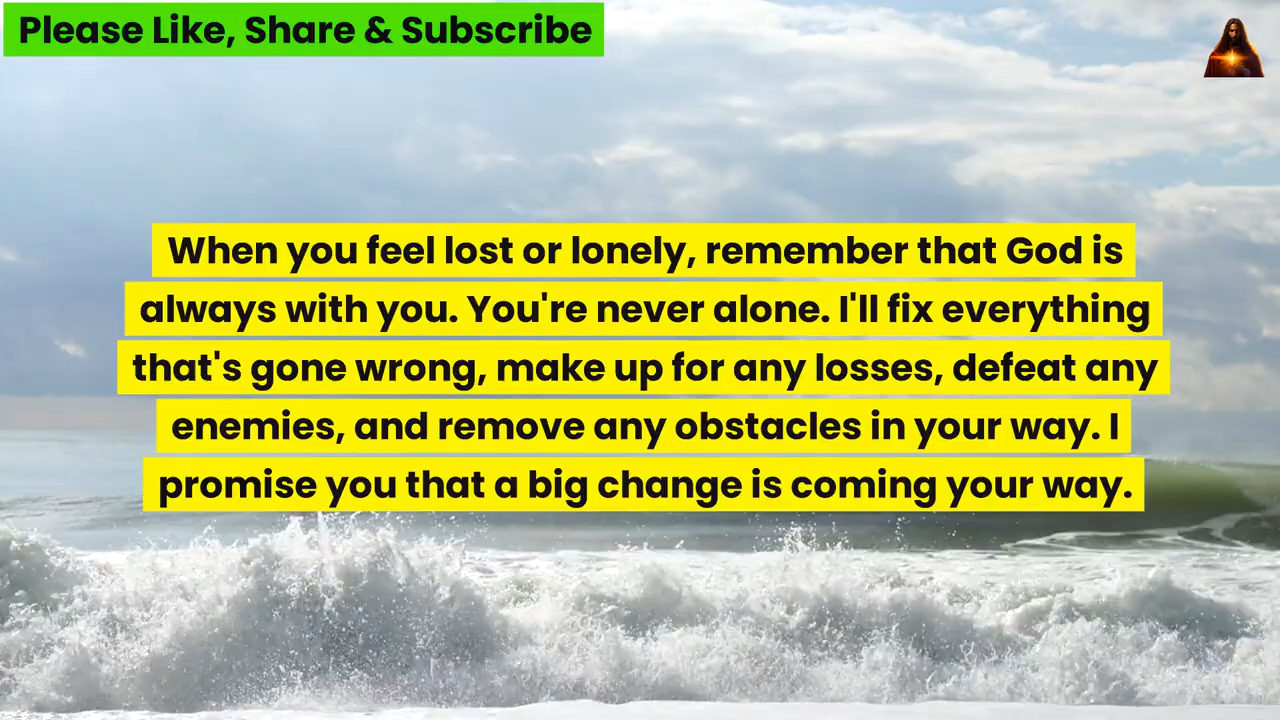 Please Like, Share & Subscribe
When you feel lost or lonely, remember that God is
always with you. You're never alone. I'll fix everything
that's gone wrong, make up for any losses, defeat any
enemies, and remove any obstacles in your way. I
promise you that a big change is coming your way.